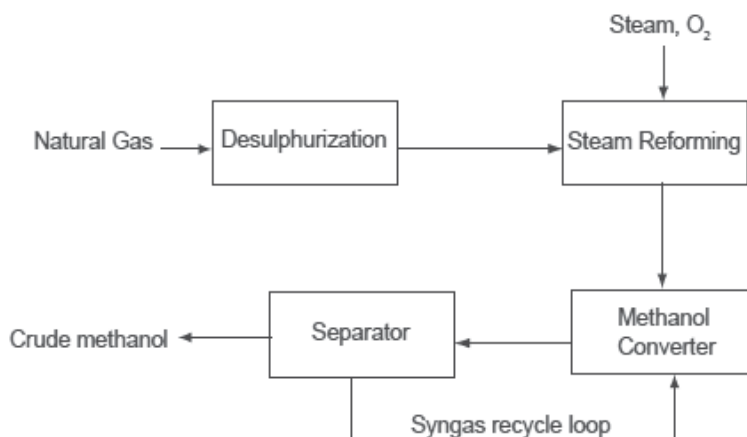 Steam, O₂
Natural Gas
Desulphurization
Steam Reforming
Crude methanol
Separator
Methanol
Converter
Syngas recycle loop